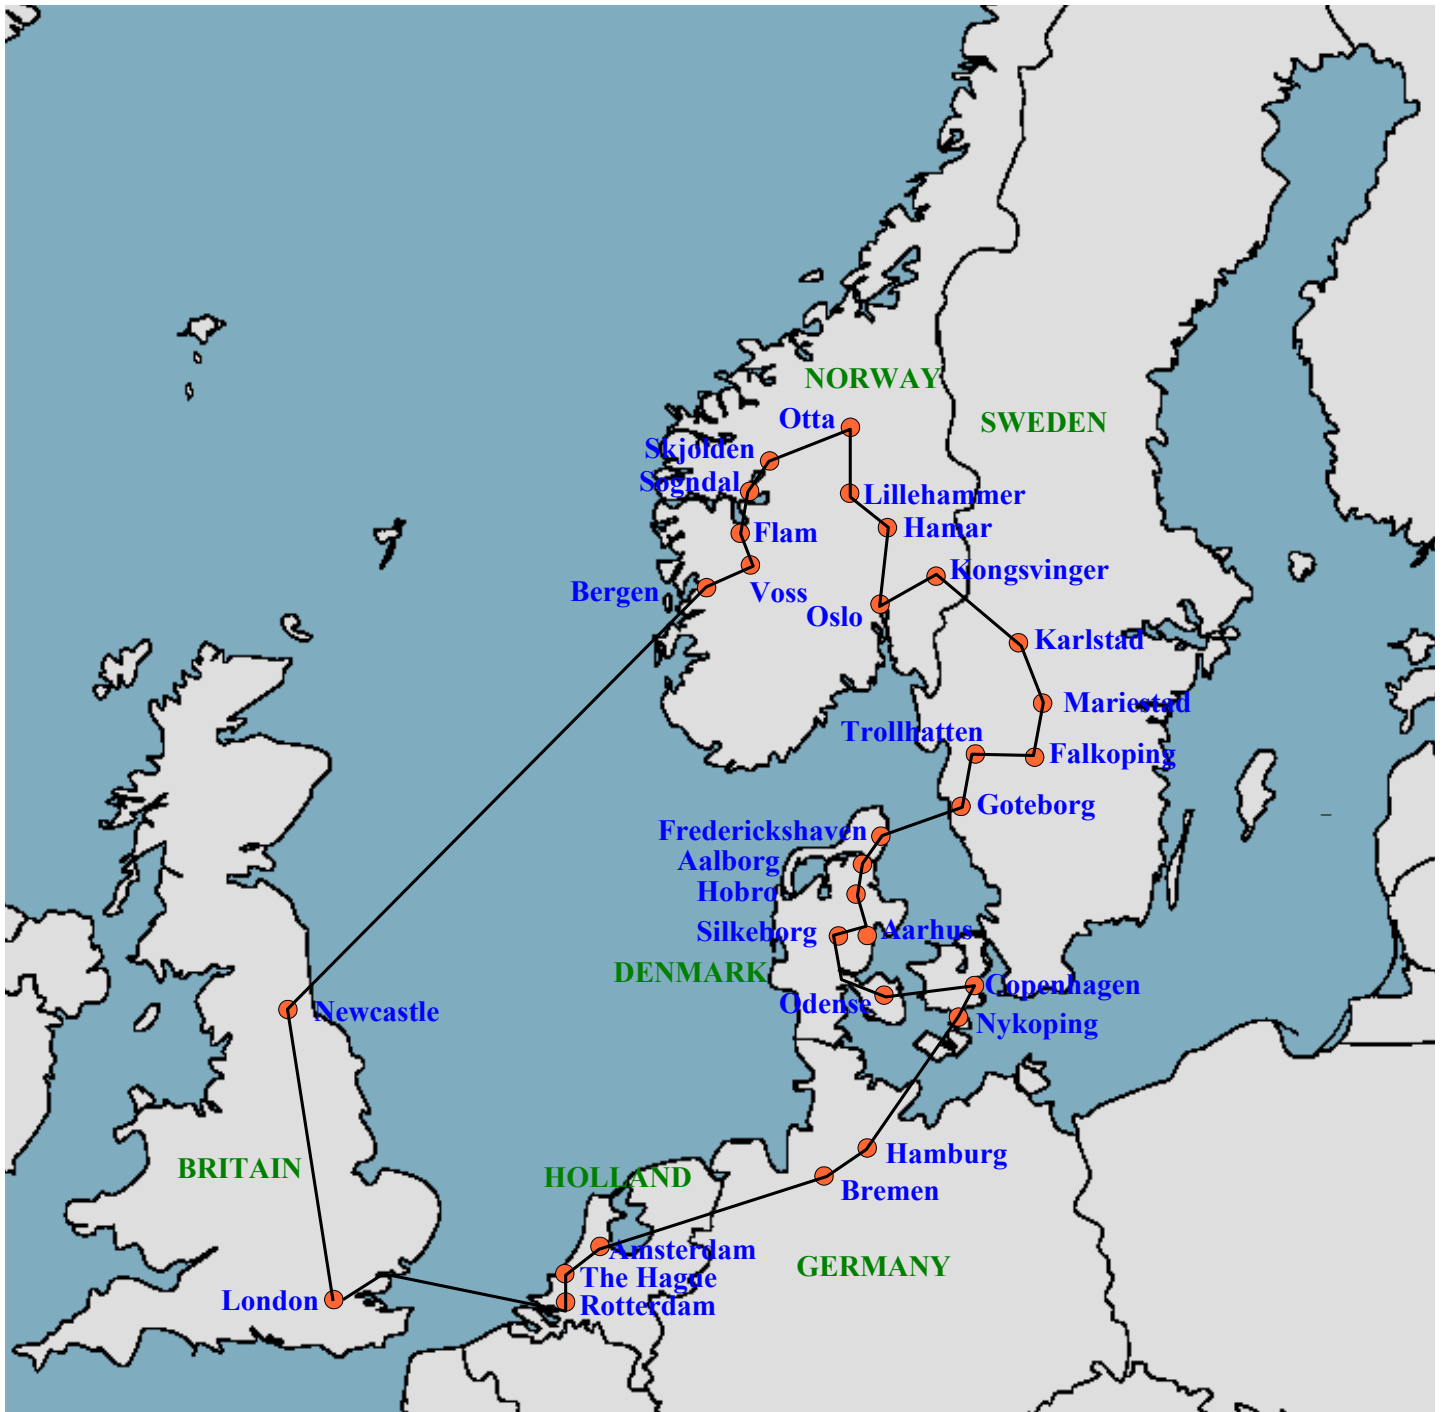 NORWAY
Otta
SWEDEN
Skjolden
Sogndal
Lillehammer
Flam
Hamar
Kongsvinger
Bergen
Voss
Oslo
Karlstad
Mariestad
Trollhatten
Falkoping
Goteborg
Frederickshaven
Aalborg
Hobro
Silkeborg
Aarhus
DENMARK
Copenhagen
Odense
Newcastle
Nykoping
Hamburg
BRITAIN
HOLLAND
Bremen
Amsterdam
GERMANY
The Hague
London
Rotterdam